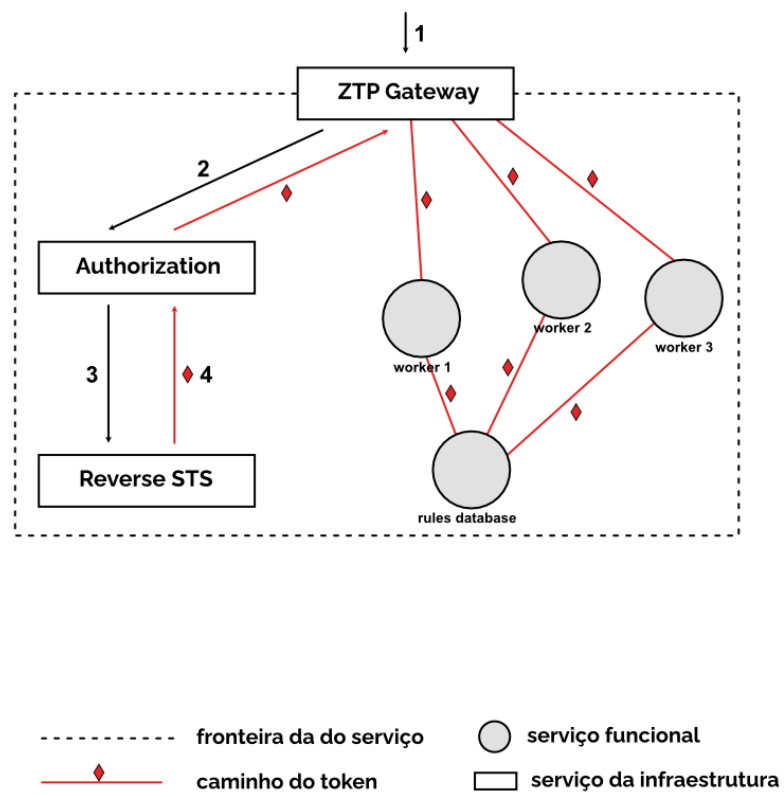 1
ZTP Gateway
2
Authorization
worker 1
worker 2
worker 3
3
4
Reverse STS
rules database
fronteira da do serviço
serviço funcional
caminho do token
serviço da infraestrutura